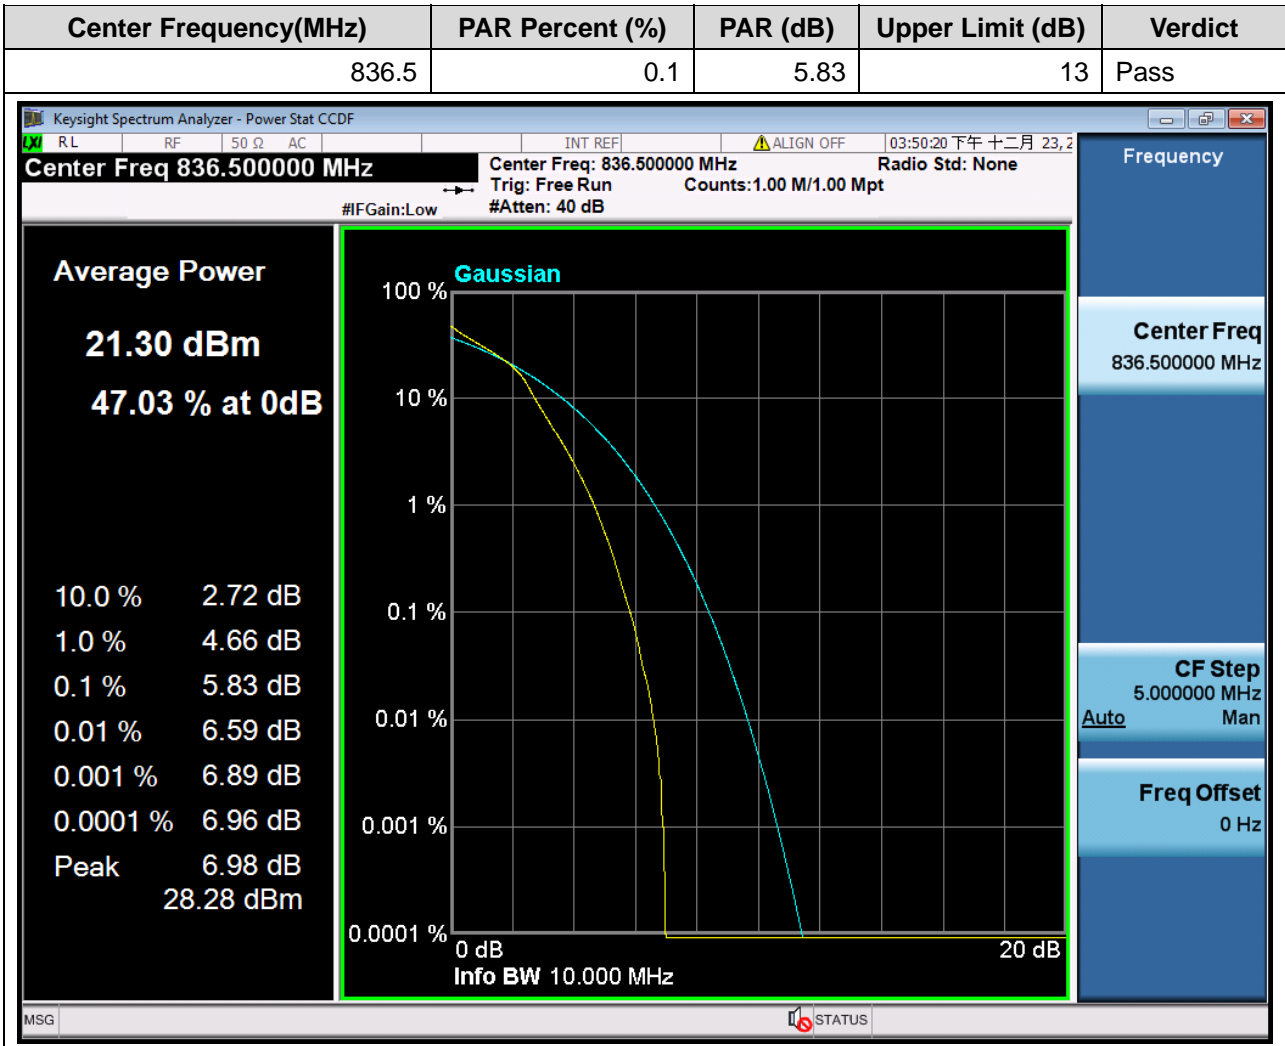 Center Frequency(MHz) PAR Percent (%) PAR (dB) Upper Limit (dB) Verdict
836.5 0.1 5.83 13 Pass
Keysight Spectrum Analyzer - Power Stat CCDF
LXI RL RF 50 Ω AC INT REF ALIGN OFF 03:50:20 下午 十二月 23, 2
Center Freq 836.500000 MHz
Center Freq: 836.500000 MHz Radio Std: None
Trig: Free Run Counts:1.00 M/1.00 Mpt
#IFGain:Low #Atten: 40 dB
Frequency
Average Power
21.30 dBm
47.03 % at 0dB
10.0 % 2.72 dB
1.0 % 4.66 dB
0.1 % 5.83 dB
0.01 % 6.59 dB
0.001 % 6.89 dB
0.0001 % 6.96 dB
Peak 6.98 dB
28.28 dBm
Gaussian
100 %
10 %
1 %
0.1 %
0.01 %
0.001 %
0.0001 %
0 dB 20 dB
Info BW 10.000 MHz
Center Freq
836.500000 MHz
CF Step
5.000000 MHz
Auto Man
Freq Offset
0 Hz
MSG STATUS